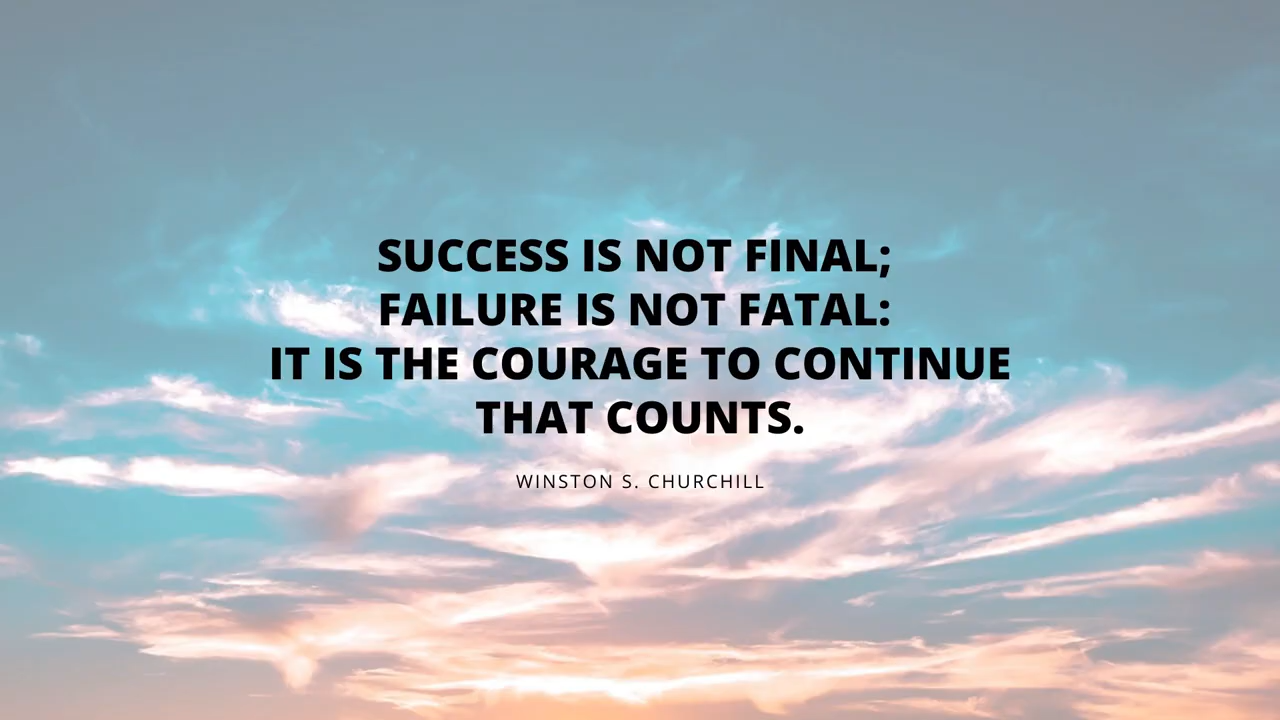 SUCCESS IS NOT FINAL;
FAILURE IS NOT FATAL:
IT IS THE COURAGE TO CONTINUE
THAT COUNTS.
WINSTON S. CHURCHILL